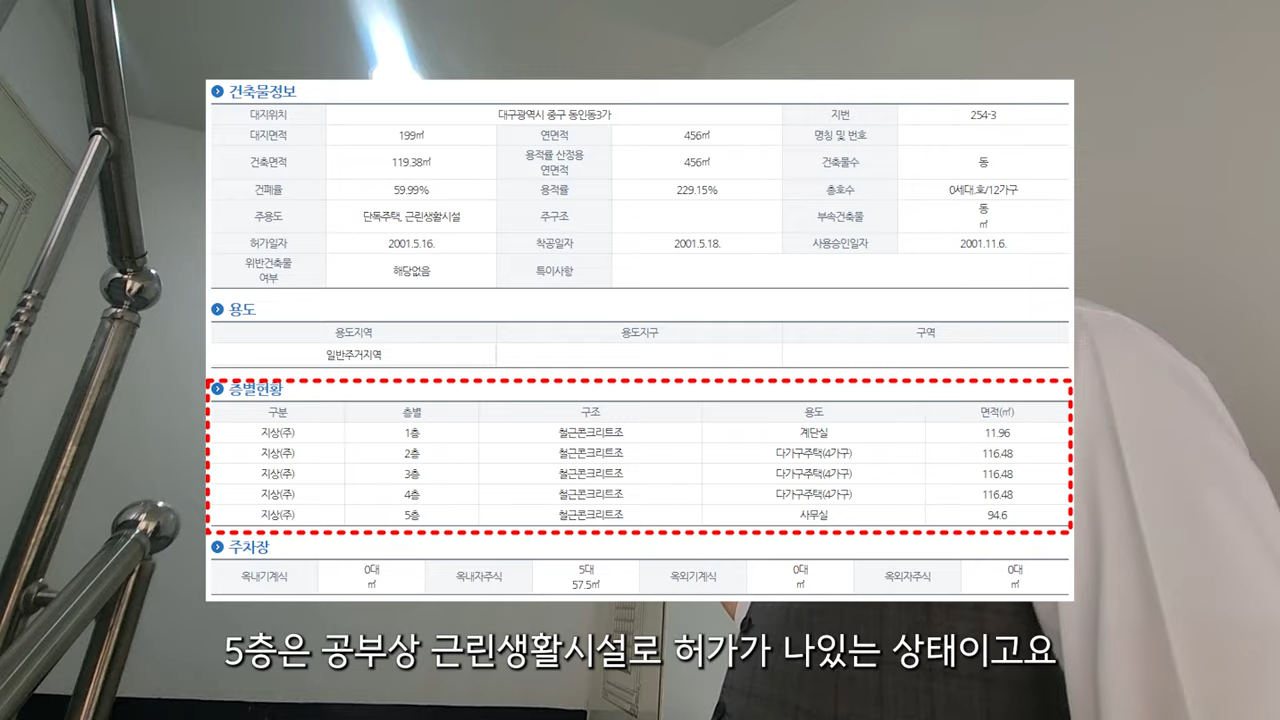 건축물정보
대지위치 대구광역시 중구 동인동3가 지번 254-3
대지면적 199㎡ 연면적 456㎡ 명칭 및 번호
건축면적 119.38㎡ 용적률 산정용 연면적 456㎡ 건축물수 동
건폐율 59.99% 용적률 229.15% 총호수 0세대,호/12가구
주용도 단독주택, 근린생활시설 주구조 부속건축물 동 ㎡
허가일자 2001.5.16. 착공일자 2001.5.18. 사용승인일자 2001.11.6.
위반건축물 여부 해당없음 특이사항
용도
용도지역 용도지구 구역
일반주거지역
층별현황
구분 층별 구조 용도 면적(㎡)
지상(주) 1층 철근콘크리트조 계단실 11.96
지상(주) 2층 철근콘크리트조 다가구주택(4가구) 116.48
지상(주) 3층 철근콘크리트조 다가구주택(4가구) 116.48
지상(주) 4층 철근콘크리트조 다가구주택(4가구) 116.48
지상(주) 5층 철근콘크리트조 사무실 94.6
주차장
옥내기계식 0대 ㎡ 옥내자주식 5대 57.5㎡ 옥외기계식 0대 ㎡ 옥외자주식 0대 ㎡
5층은 공부상 근린생활시설로 허가가 나있는 상태이고요